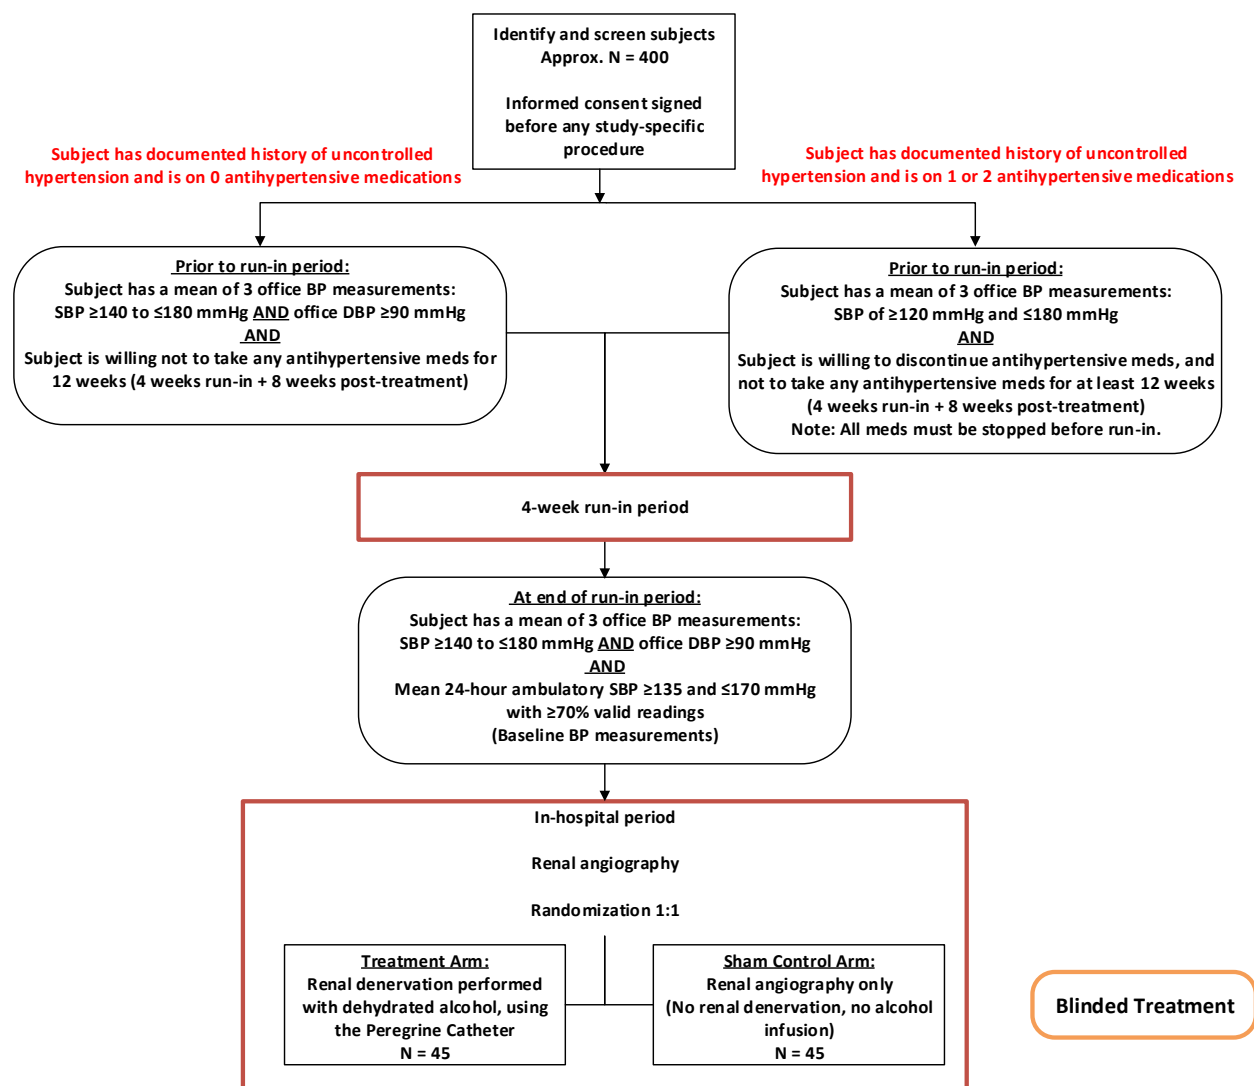 Identify and screen subjects
Approx. N = 400
Informed consent signed
before any study-specific
procedure
Subject has documented history of uncontrolled
hypertension and is on 0 antihypertensive medications
Subject has documented history of uncontrolled
hypertension and is on 1 or 2 antihypertensive medications
Prior to run-in period:
Subject has a mean of 3 office BP measurements:
SBP ≥140 to ≤180 mmHg AND office DBP ≥90 mmHg
AND
Subject is willing not to take any antihypertensive meds for
12 weeks (4 weeks run-in + 8 weeks post-treatment)
Prior to run-in period:
Subject has a mean of 3 office BP measurements:
SBP of ≥120 mmHg and ≤180 mmHg
AND
Subject is willing to discontinue antihypertensive meds, and
not to take any antihypertensive meds for at least 12 weeks
(4 weeks run-in + 8 weeks post-treatment)
Note: All meds must be stopped before run-in.
4-week run-in period
At end of run-in period:
Subject has a mean of 3 office BP measurements:
SBP ≥140 to ≤180 mmHg AND office DBP ≥90 mmHg
AND
Mean 24-hour ambulatory SBP ≥135 and ≤170 mmHg
with ≥70% valid readings
(Baseline BP measurements)
In-hospital period
Renal angiography
Randomization 1:1
Treatment Arm:
Renal denervation performed
with dehydrated alcohol, using
the Peregrine Catheter
N = 45
Sham Control Arm:
Renal angiography only
(No renal denervation, no alcohol
infusion)
N = 45
Blinded Treatment